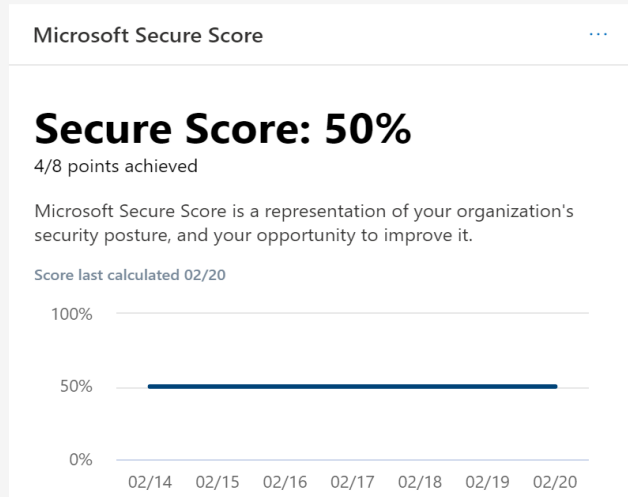 Microsoft Secure Score
...
Secure Score: 50%
4/8 points achieved
Microsoft Secure Score is a representation of your organization's
security posture, and your opportunity to improve it.
Score last calculated 02/20
100%
50%
0%
02/14 02/15 02/16 02/17 02/18 02/19 02/20